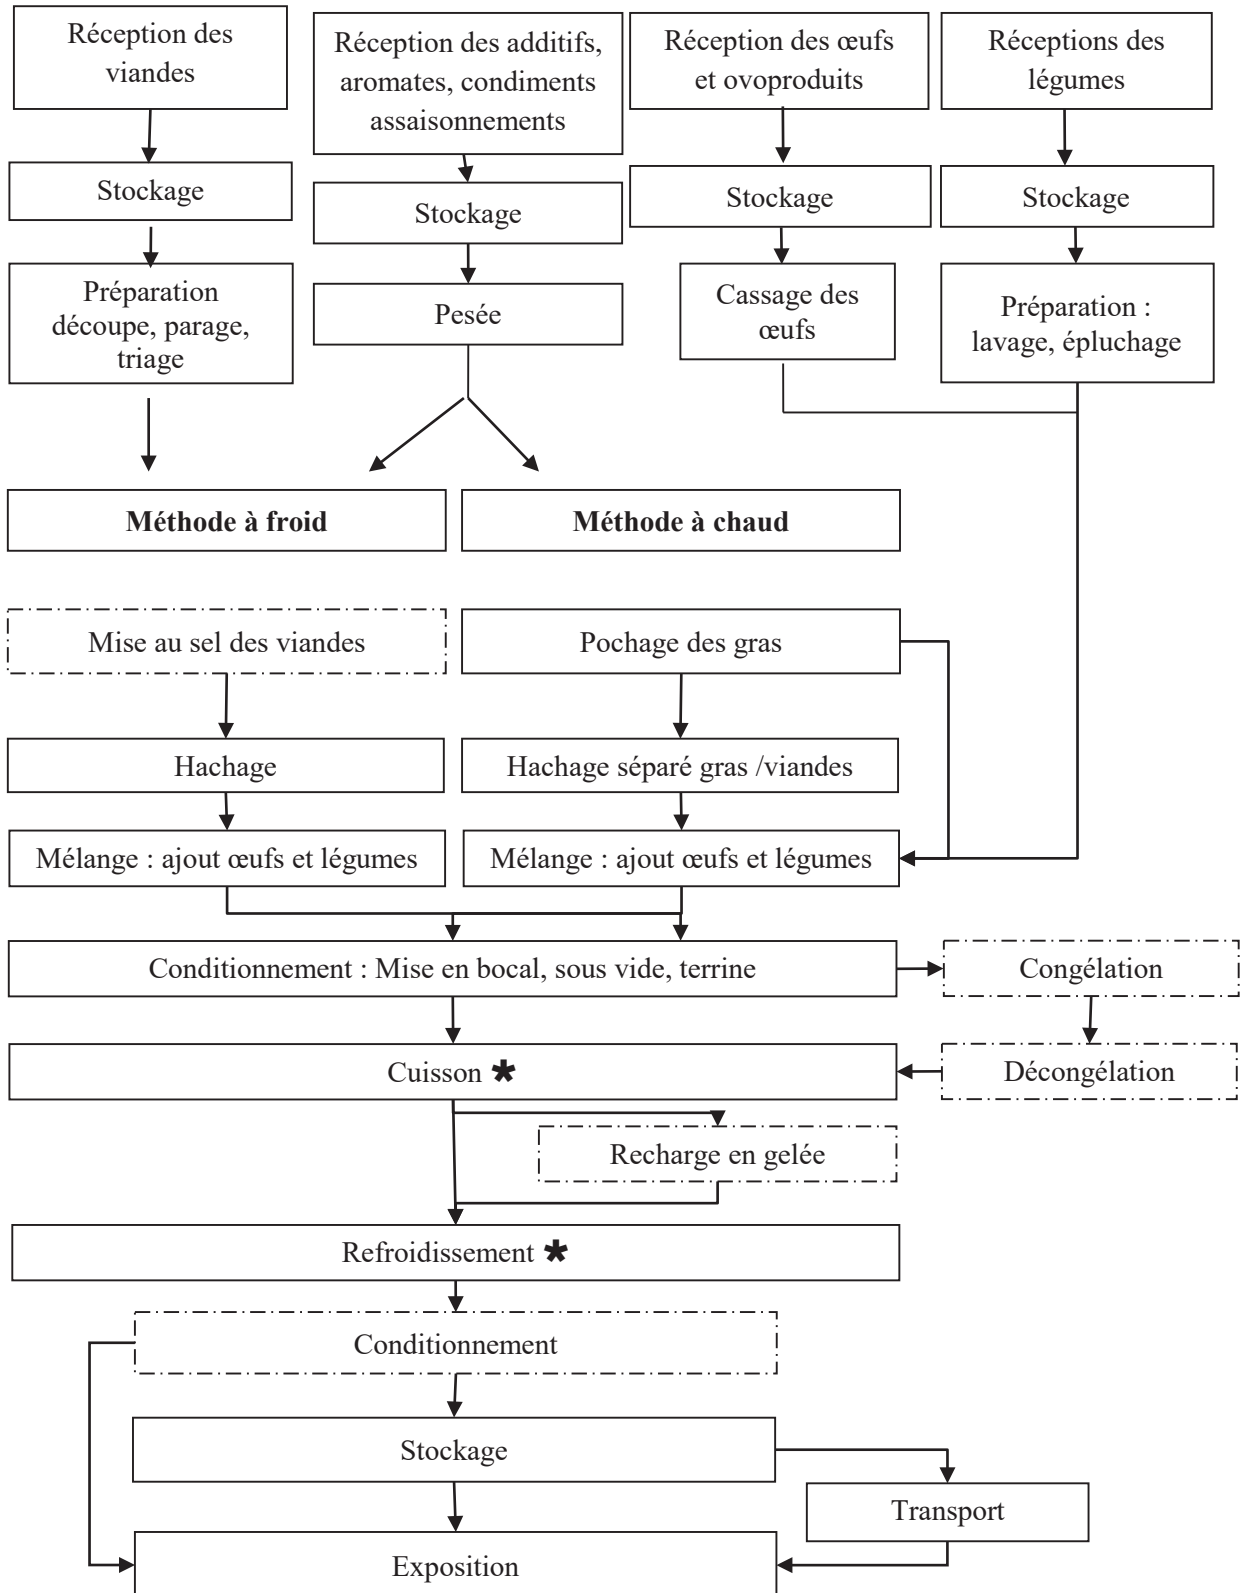 Réception des
viandes
Réception des additifs,
aromates, condiments
assaisonnements
Réception des œufs
et ovoproduits
Réceptions des
légumes
Stockage
Stockage
Stockage
Stockage
Préparation
découpe, parage,
triage
Pesée
Cassage des
œufs
Préparation :
lavage, épluchage
Méthode à froid
Méthode à chaud
Mise au sel des viandes
Pochage des gras
Hachage
Hachage séparé gras /viandes
Mélange : ajout œufs et légumes
Mélange : ajout œufs et légumes
Conditionnement : Mise en bocal, sous vide, terrine
Congélation
Cuisson *
Décongélation
Recharge en gelée
Refroidissement *
Conditionnement
Stockage
Transport
Exposition